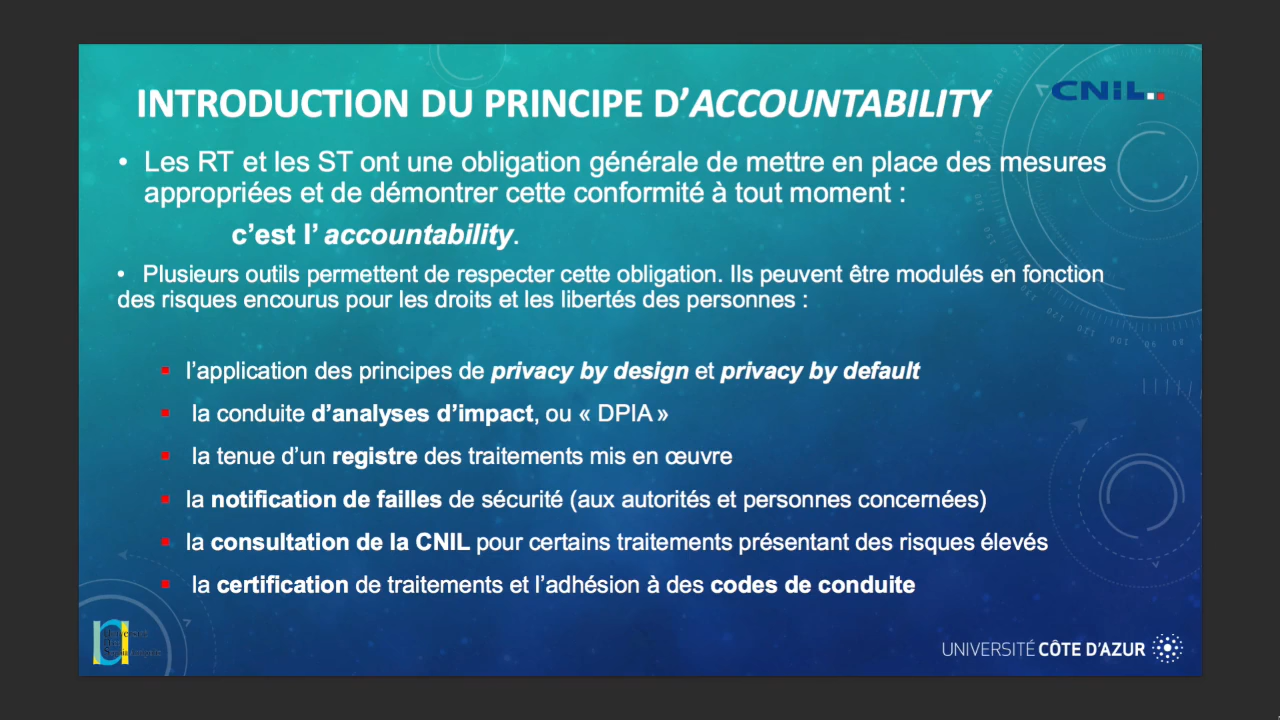 INTRODUCTION DU PRINCIPE D’ACCOUNTABILITY
CNIL
• Les RT et les ST ont une obligation générale de mettre en place des mesures
appropriées et de démontrer cette conformité à tout moment :
c’est l’ accountability.
• Plusieurs outils permettent de respecter cette obligation. Ils peuvent être modulés en fonction
des risques encourus pour les droits et les libertés des personnes :
▪ l’application des principes de privacy by design et privacy by default
▪ la conduite d’analyses d’impact, ou « DPIA »
▪ la tenue d’un registre des traitements mis en œuvre
▪ la notification de failles de sécurité (aux autorités et personnes concernées)
▪ la consultation de la CNIL pour certains traitements présentant des risques élevés
▪ la certification de traitements et l’adhésion à des codes de conduite
UNIVERSITÉ CÔTE D’AZUR